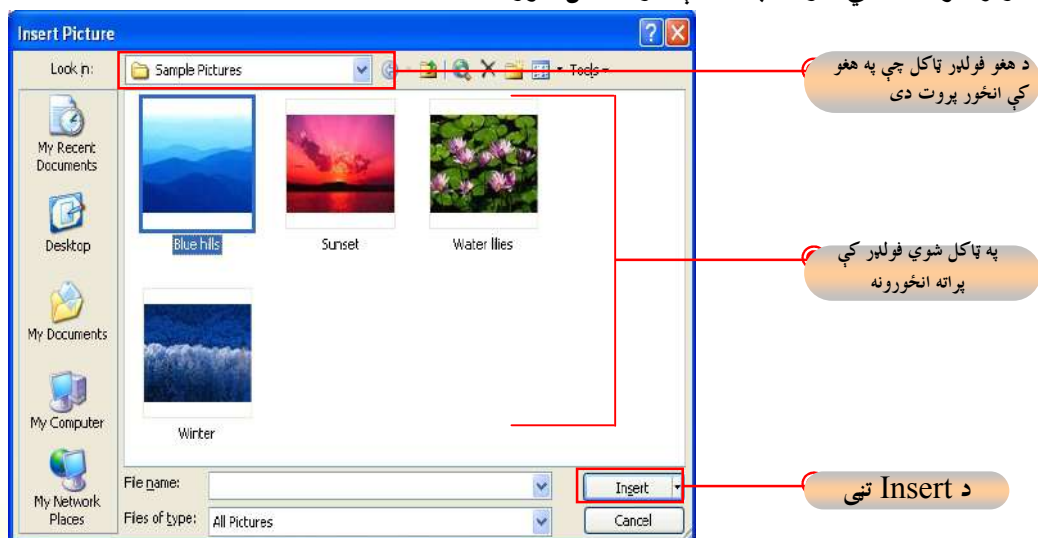 Insert Picture
Look in:
Sample Pictures
Tools
د هغو فولډر ټاکل چې په هغو
کې انځور پروت دی
My Recent
Documents
Desktop
My Documents
My Computer
My Network
Places
Blue hills
Sunset
Water lilies
Winter
په ټاکل شوي فولډر کې
پراته انځورونه
File name:
Insert
Files of type:
All Pictures
Cancel
د Insert تڼۍ